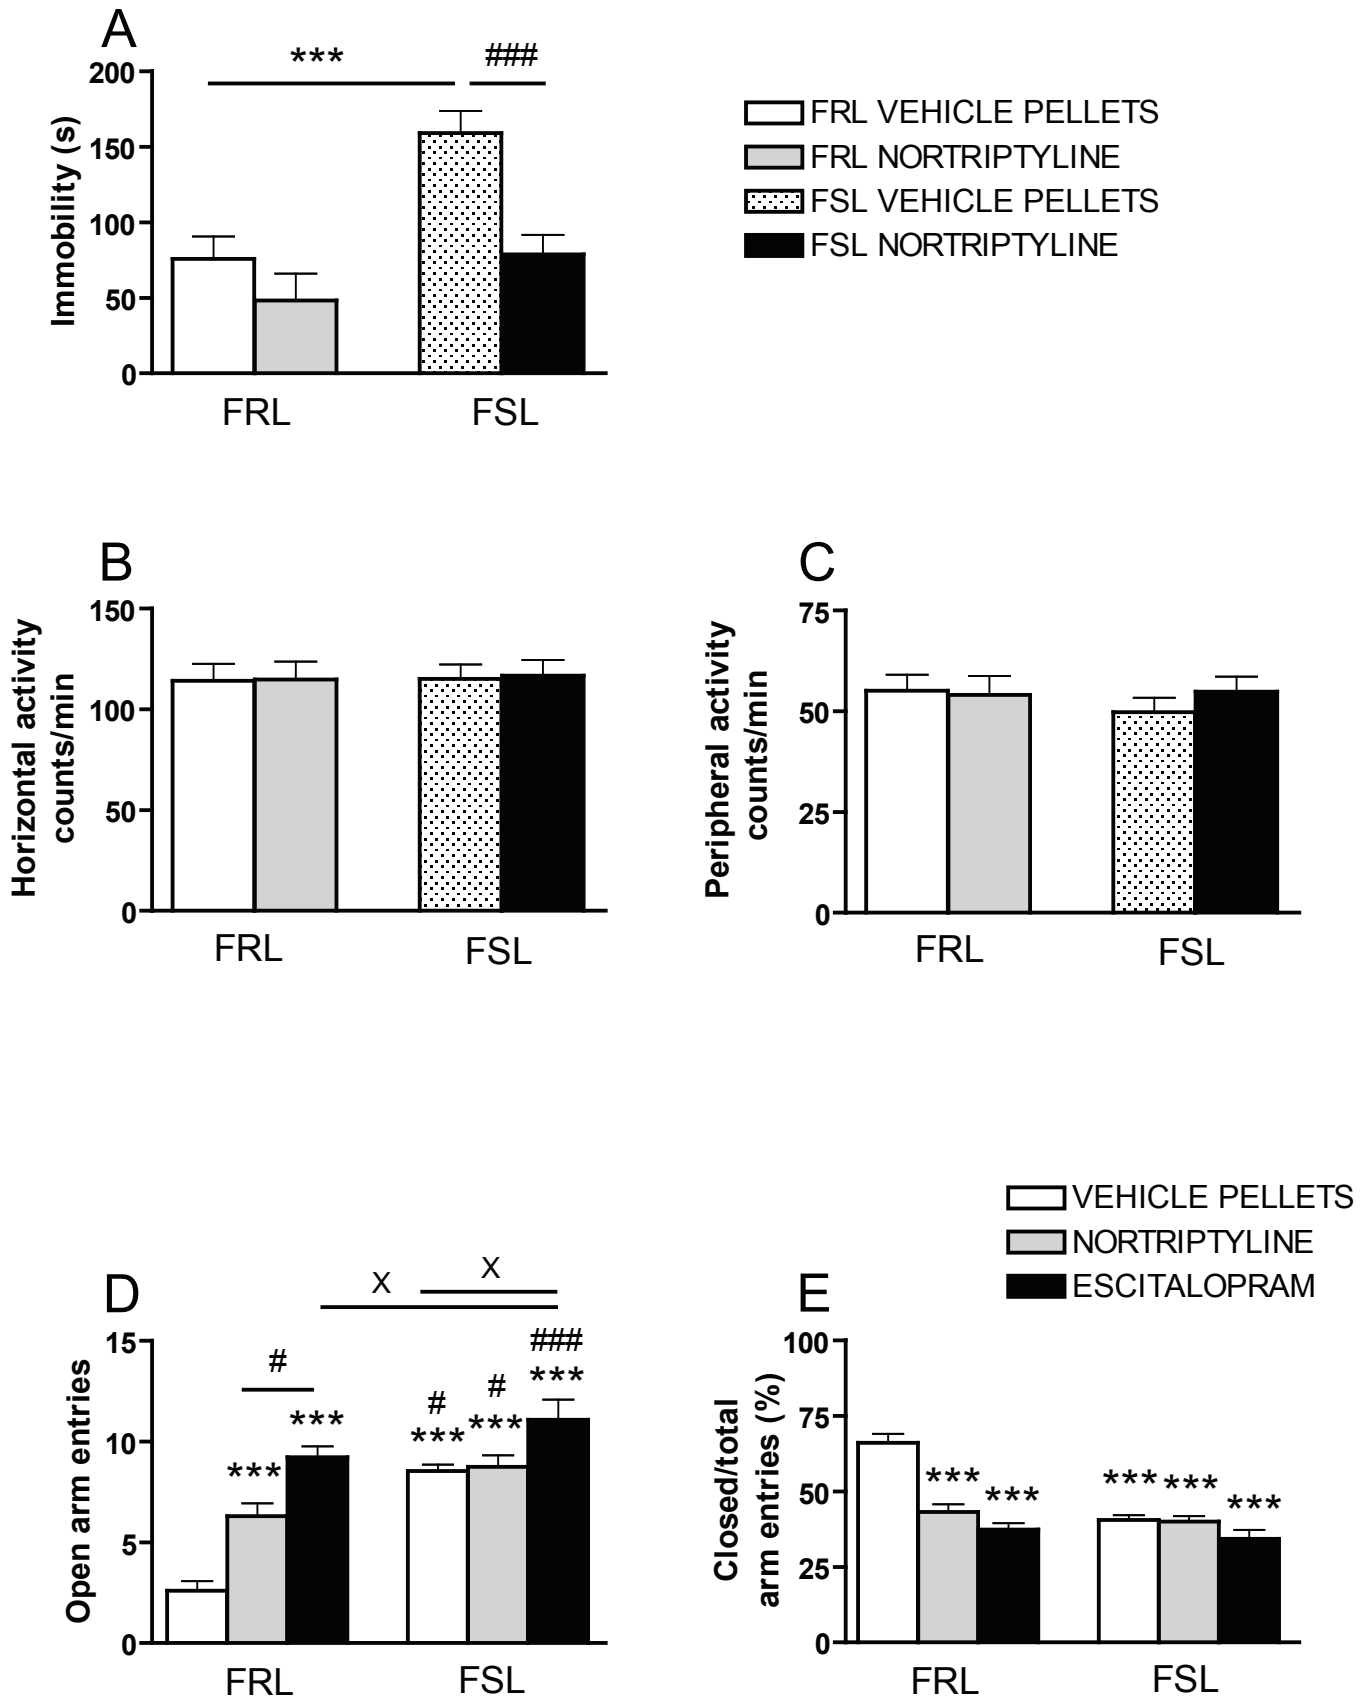 A
*** ###
200
150
100
50
0
Immobility (s)
FRL FSL
FRL VEHICLE PELLETS
FRL NORTRIPTYLINE
FSL VEHICLE PELLETS
FSL NORTRIPTYLINE
B
150
100
50
0
Horizontal activity
counts/min
FRL FSL
C
75
50
25
0
Peripheral activity
counts/min
FRL FSL
VEHICLE PELLETS
NORTRIPTYLINE
ESCITALOPRAM
D
X X
15
10
5
0
Open arm entries
#
***
***
#
***
#
***
###
***
FRL FSL
E
100
75
50
25
0
Closed/total
arm entries (%)
*** *** *** *** ***
FRL FSL